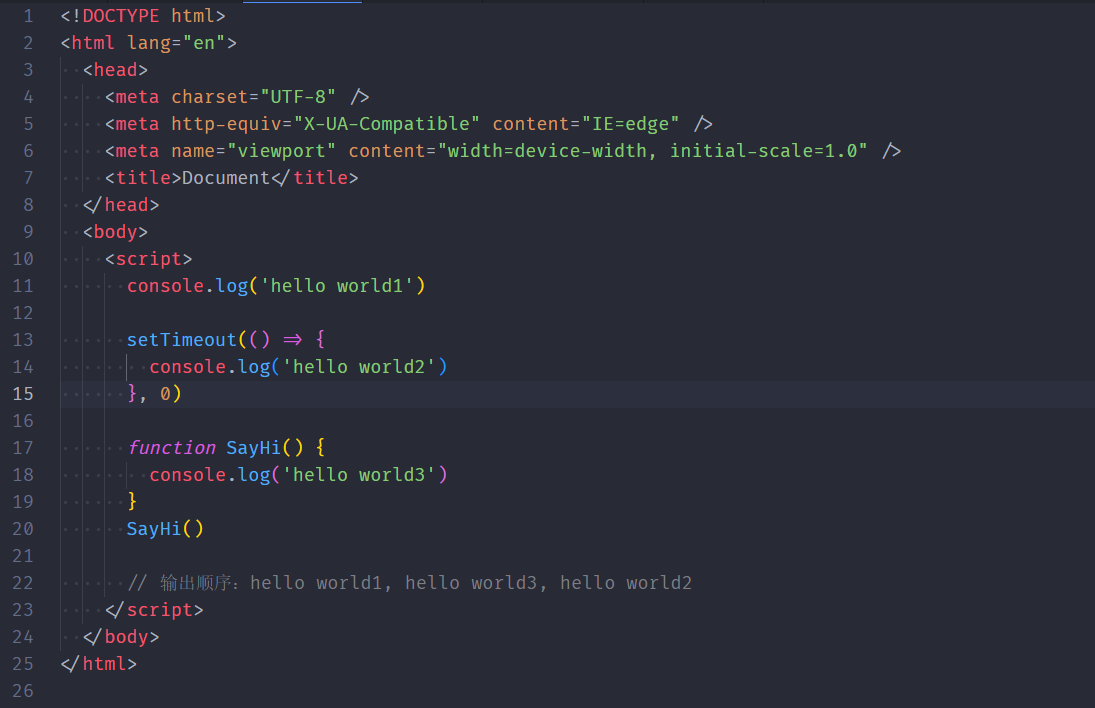 1 <!DOCTYPE html>
2 <html lang="en">
3 <head>
4 <meta charset="UTF-8" />
5 <meta http-equiv="X-UA-Compatible" content="IE=edge" />
6 <meta name="viewport" content="width=device-width, initial-scale=1.0" />
7 <title>Document</title>
8 </head>
9 <body>
10 <script>
11 console.log('hello world1')
12
13 setTimeout(() => {
14 console.log('hello world2')
15 }, 0)
16
17 function SayHi() {
18 console.log('hello world3')
19 }
20 SayHi()
21
22 // 输出顺序：hello world1, hello world3, hello world2
23 </script>
24 </body>
25 </html>
26